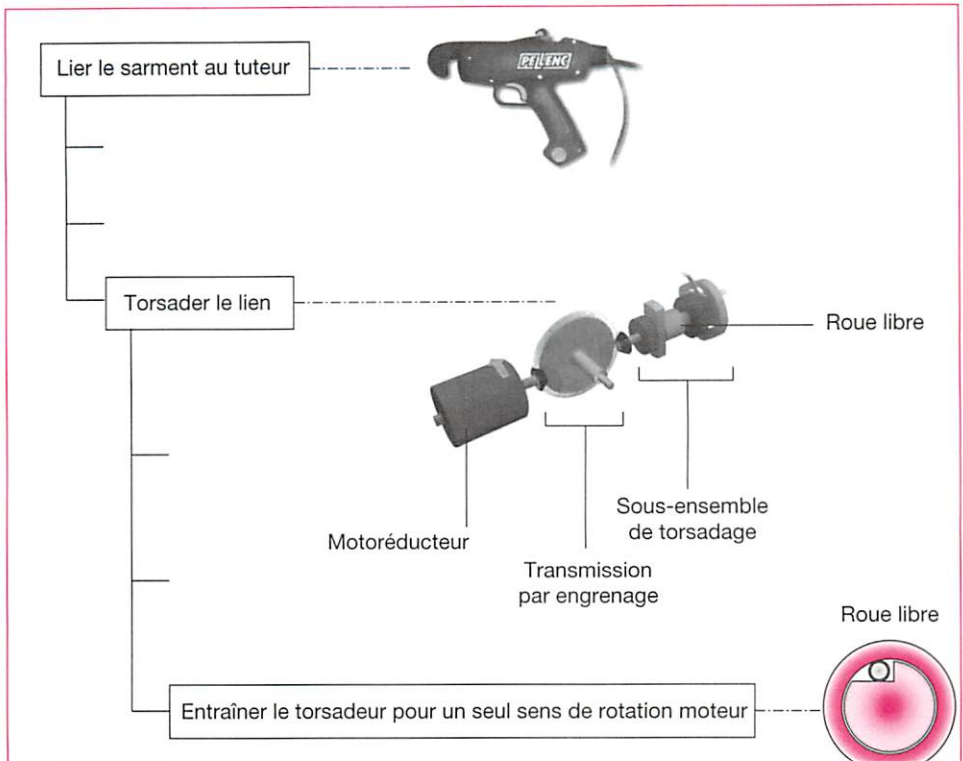 Lier le sarment au tuteur
PELLENC
Torsader le lien
Roue libre
Sous-ensemble
de torsadage
Motoréducteur
Transmission
par engrenage
Roue libre
Entraîner le torsadeur pour un seul sens de rotation moteur